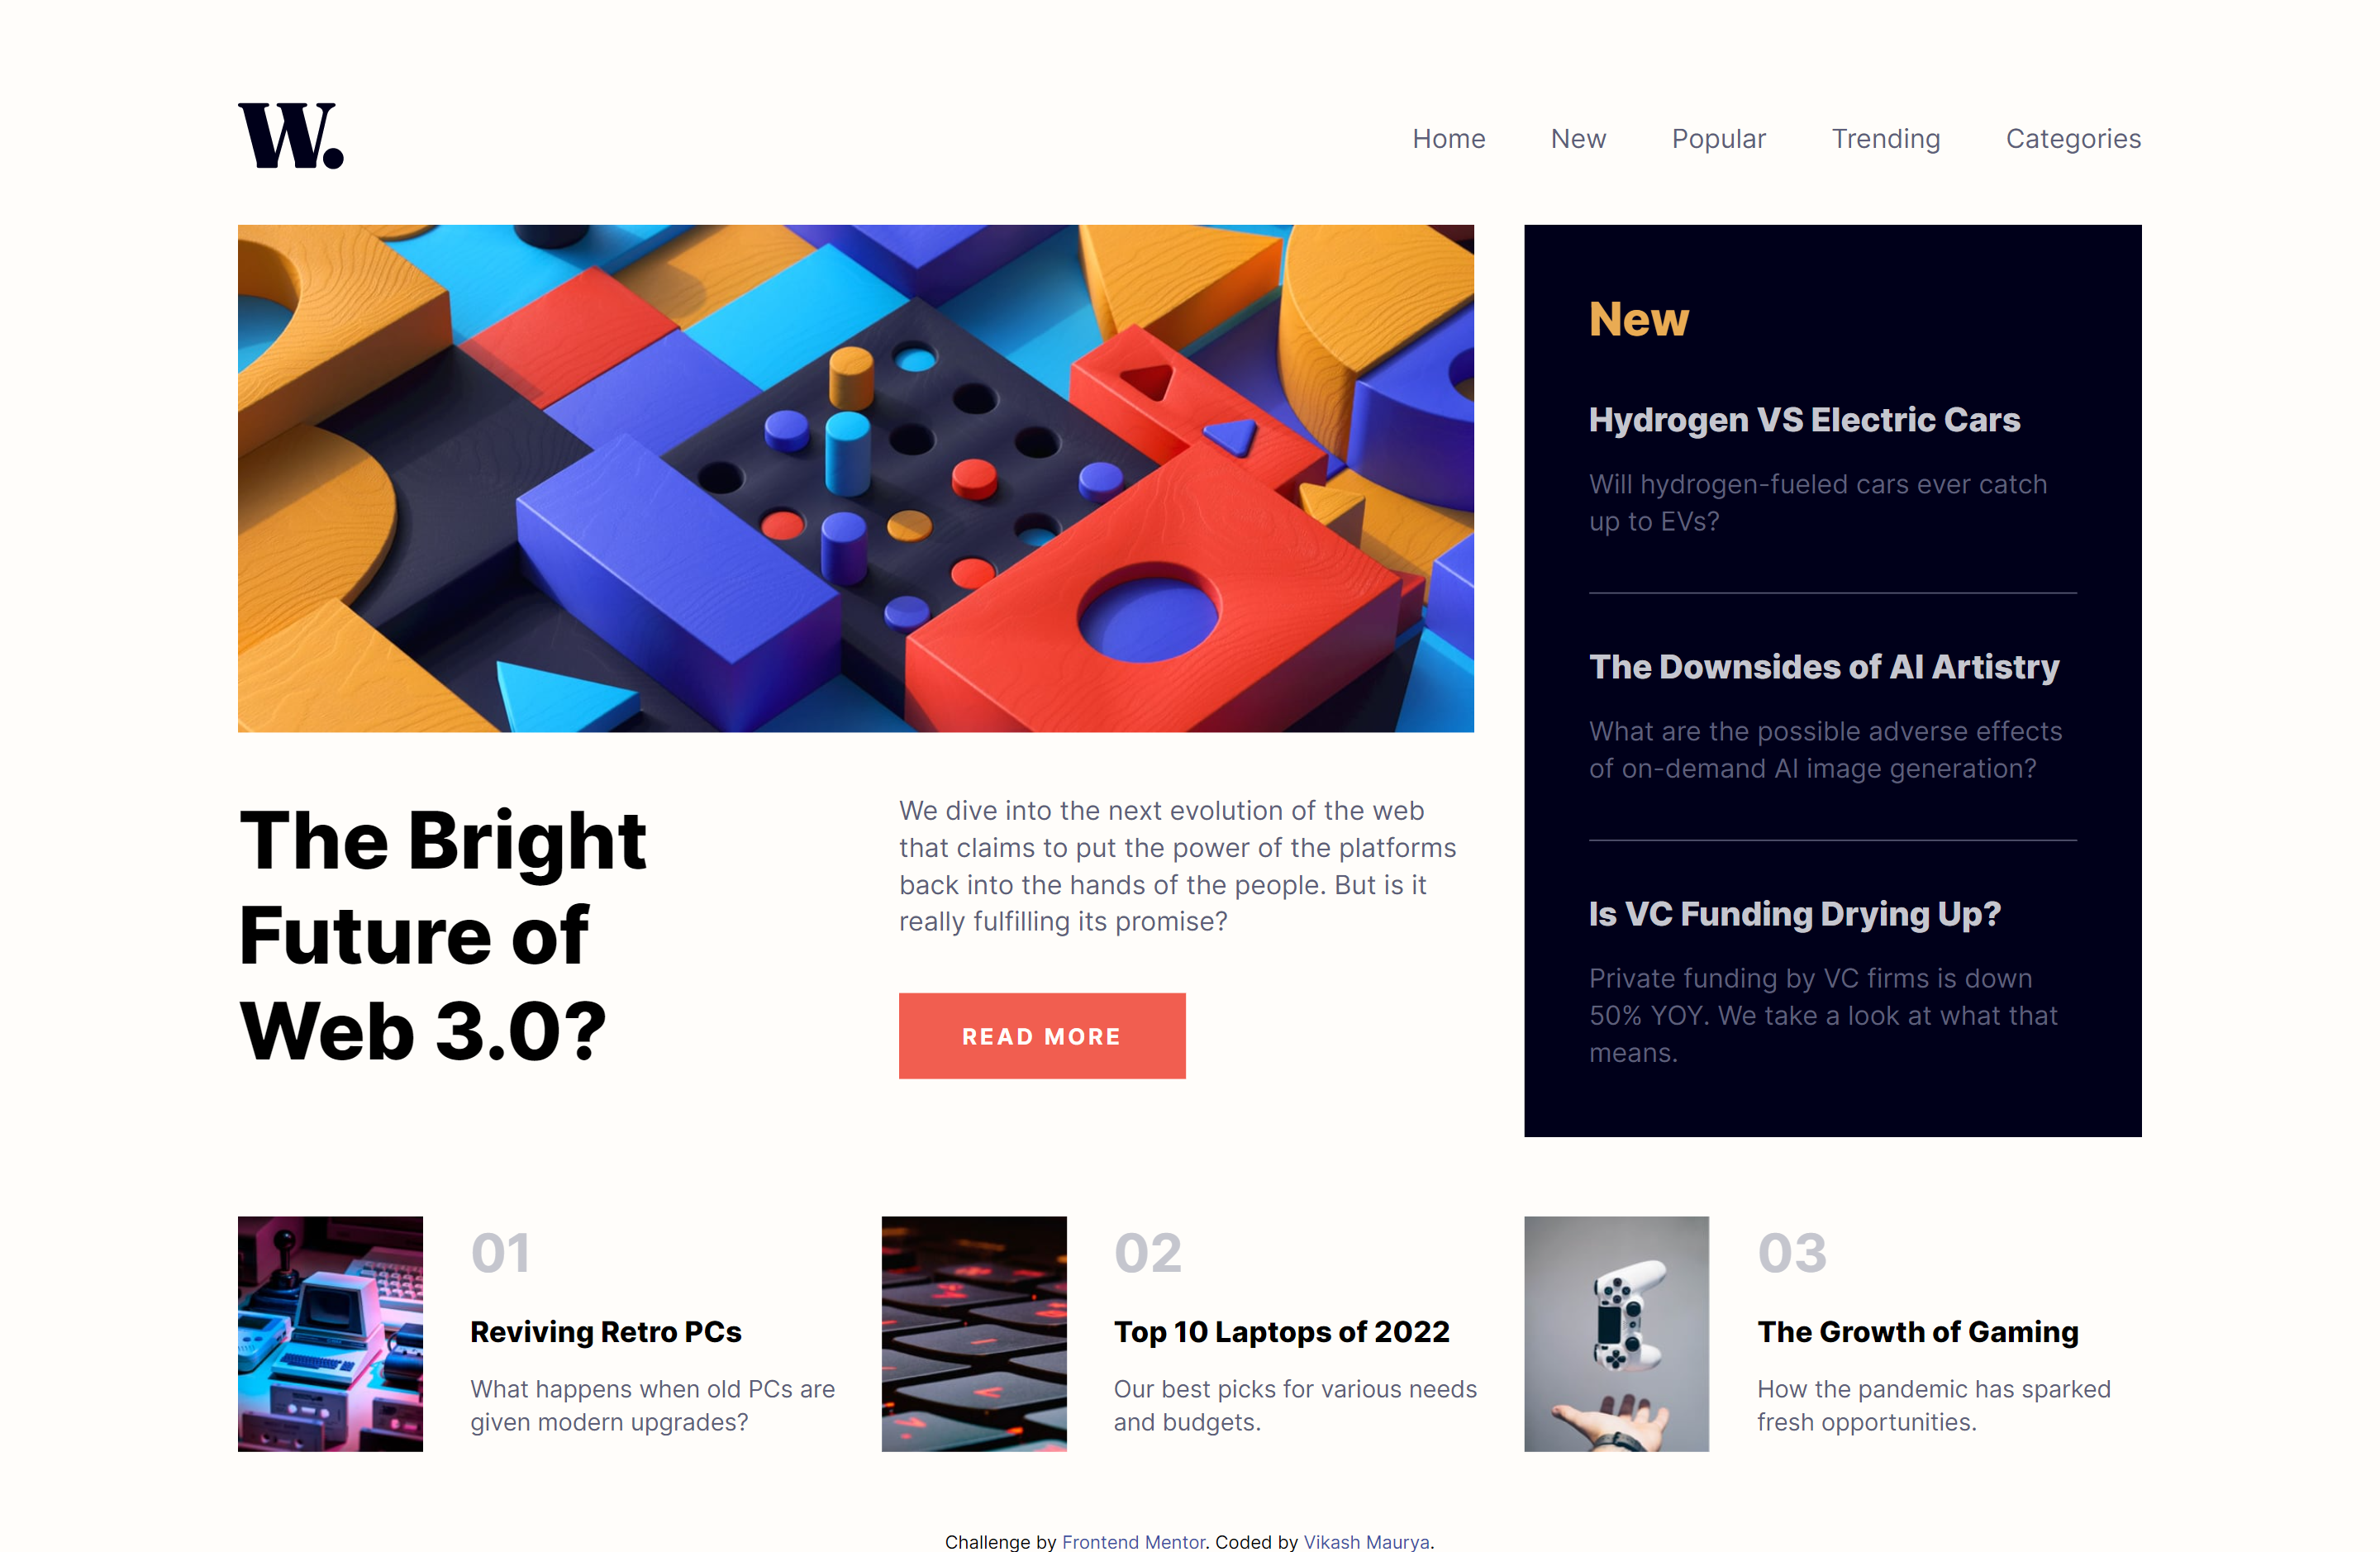 W.
Home New Popular Trending Categories
The Bright
Future of
Web 3.0?
We dive into the next evolution of the web
that claims to put the power of the platforms
back into the hands of the people. But is it
really fulfilling its promise?
READ MORE
New
Hydrogen VS Electric Cars
Will hydrogen-fueled cars ever catch
up to EVs?
The Downsides of AI Artistry
What are the possible adverse effects
of on-demand AI image generation?
Is VC Funding Drying Up?
Private funding by VC firms is down
50% YOY. We take a look at what that
means.
01
Reviving Retro PCs
What happens when old PCs are
given modern upgrades?
02
Top 10 Laptops of 2022
Our best picks for various needs
and budgets.
03
The Growth of Gaming
How the pandemic has sparked
fresh opportunities.
Challenge by Frontend Mentor. Coded by Vikash Maurya.